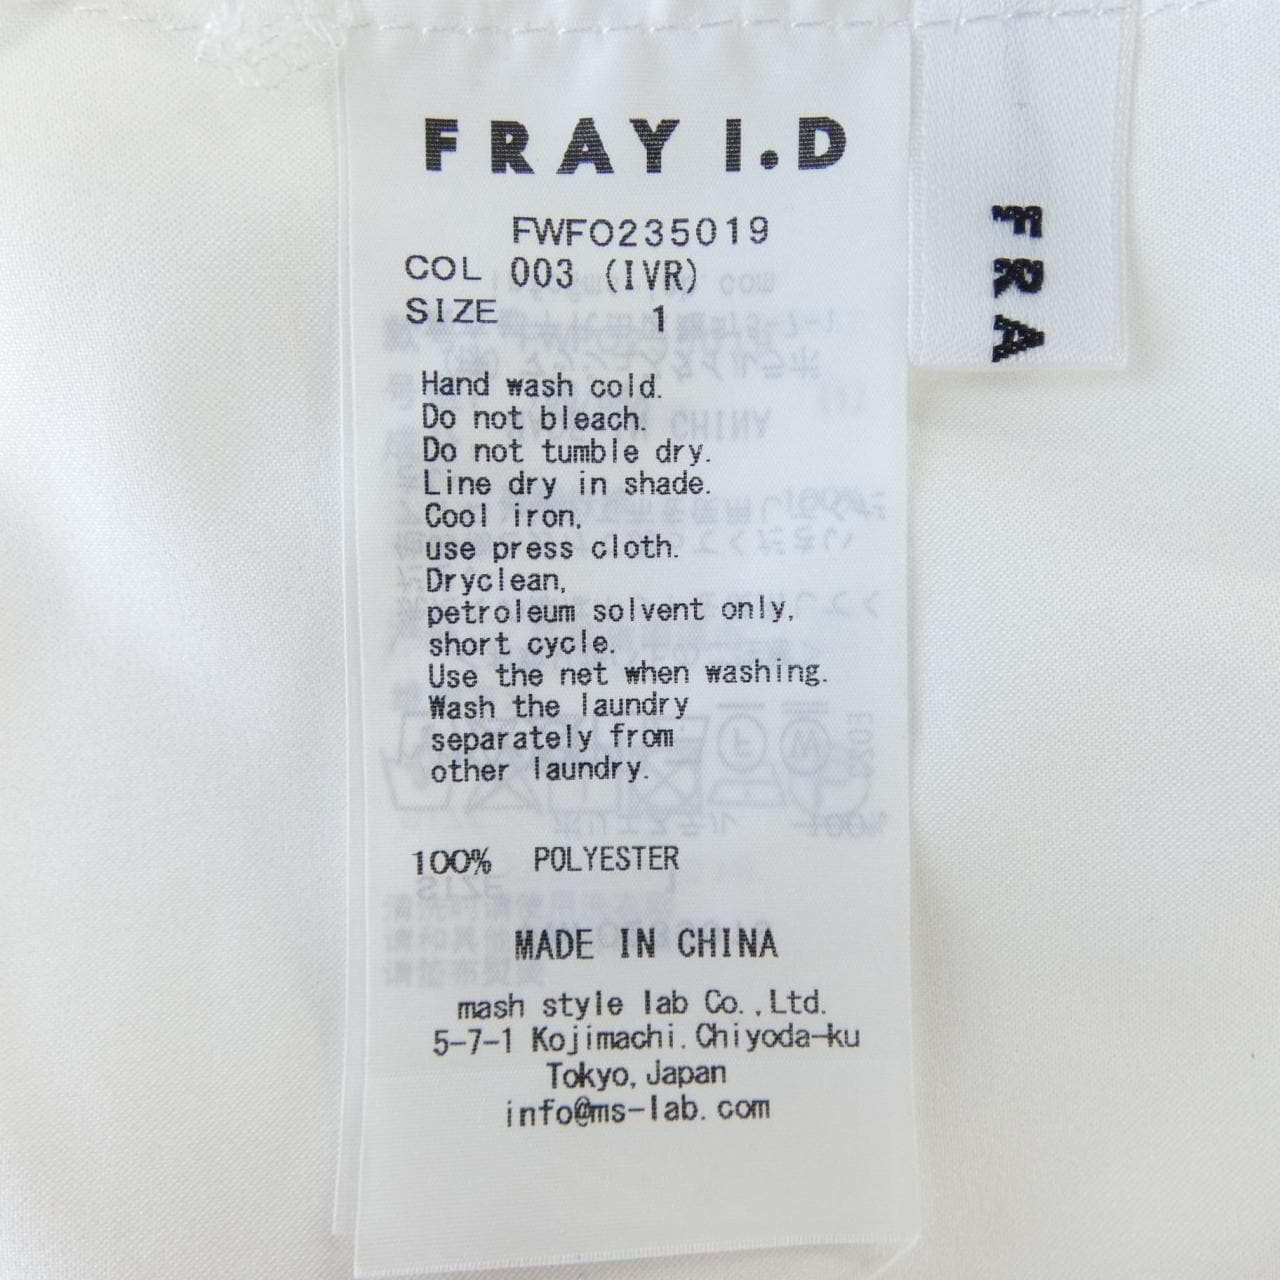 FRAY I.D
FWFO235019
COL 003 (IVR)
SIZE 1
Hand wash cold.
Do not bleach.
Do not tumble dry.
Line dry in shade.
Cool iron,
use press cloth.
Dryclean,
petroleum solvent only,
short cycle.
Use the net when washing.
Wash the laundry
separately from
other laundry.
100% POLYESTER
MADE IN CHINA
mash style lab Co.,Ltd.
5-7-1 Kojimachi.Chiyoda-ku
Tokyo,Japan
info@ms-lab.com
FRA